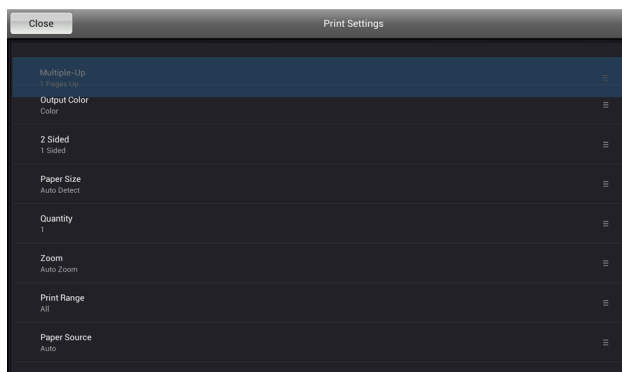 Close
Print Settings
Multiple-Up
1 Pages Up
Output Color
Color
2 Sided
1 Sided
Paper Size
Auto Detect
Quantity
1
Zoom
Auto Zoom
Print Range
All
Paper Source
Auto